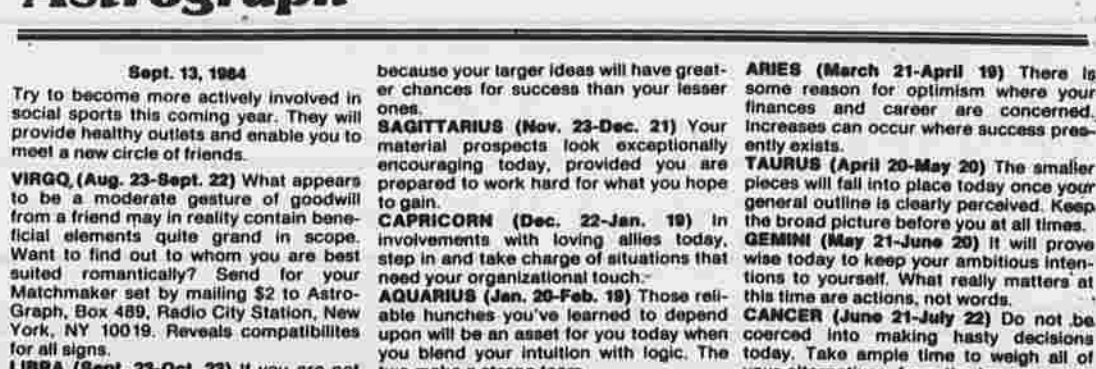 Astrograph
Sept. 13, 1984
Try to become more actively involved in
social sports this coming year. They will
provide healthy outlets and enable you to
meet a new circle of friends.
VIRGO (Aug. 23-Sept. 22) What appears
to be a moderate gesture of goodwill
from a friend may in reality contain bene-
ficial elements quite grand in scope.
Want to find out to whom you are best
suited romantically? Send for your
Matchmaker set by mailing $2 to Astro-
Graph, Box 489, Radio City Station, New
York, NY 10019. Reveals compatibilites
for all signs.
LIBRA (Sept. 23-Oct. 23) If you are not
because your larger ideas will have great-
er chances for success than your lesser
ones.
SAGITTARIUS (Nov. 23-Dec. 21) Your
material prospects look exceptionally
encouraging today, provided you are
prepared to work hard for what you hope
to gain.
CAPRICORN (Dec. 22-Jan. 19) In
involvements with loving allies today,
step in and take charge of situations that
need your organizational touch.
AQUARIUS (Jan. 20-Feb. 19) Those reli-
able hunches you've learned to depend
upon will be an asset for you today when
you blend your intuition with logic. The
two make a strong team.
ARIES (March 21-April 19) There is
some reason for optimism where your
finances and career are concerned.
Increases can occur where success pres-
ently exists.
TAURUS (April 20-May 20) The smaller
pieces will fall into place today once your
general outline is clearly perceived. Keep
the broad picture before you at all times.
GEMINI (May 21-June 20) It will prove
wise today to keep your ambitious inten-
tions to yourself. What really matters at
this time are actions, not words.
CANCER (June 21-July 22) Do not be
coerced into making hasty decisions
today. Take ample time to weigh all of